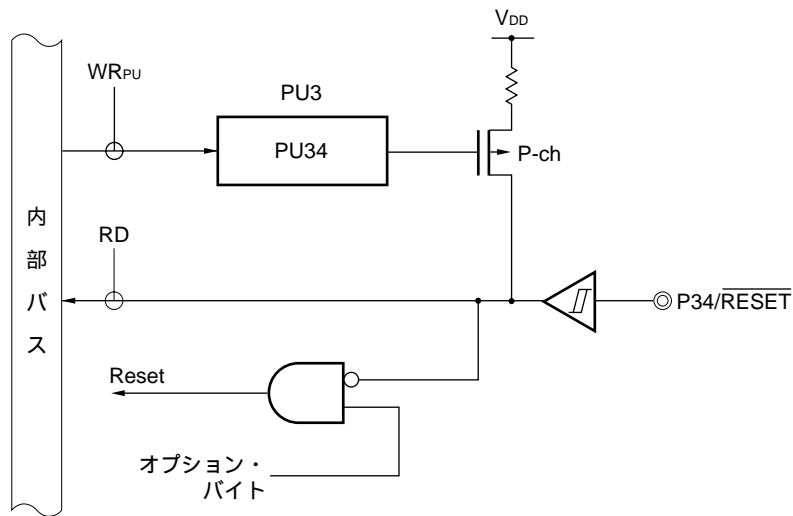 VDD
WRPU
PU3
PU34
P-ch
内部バス
RD
P34/RESET
Reset
オプション・
バイト